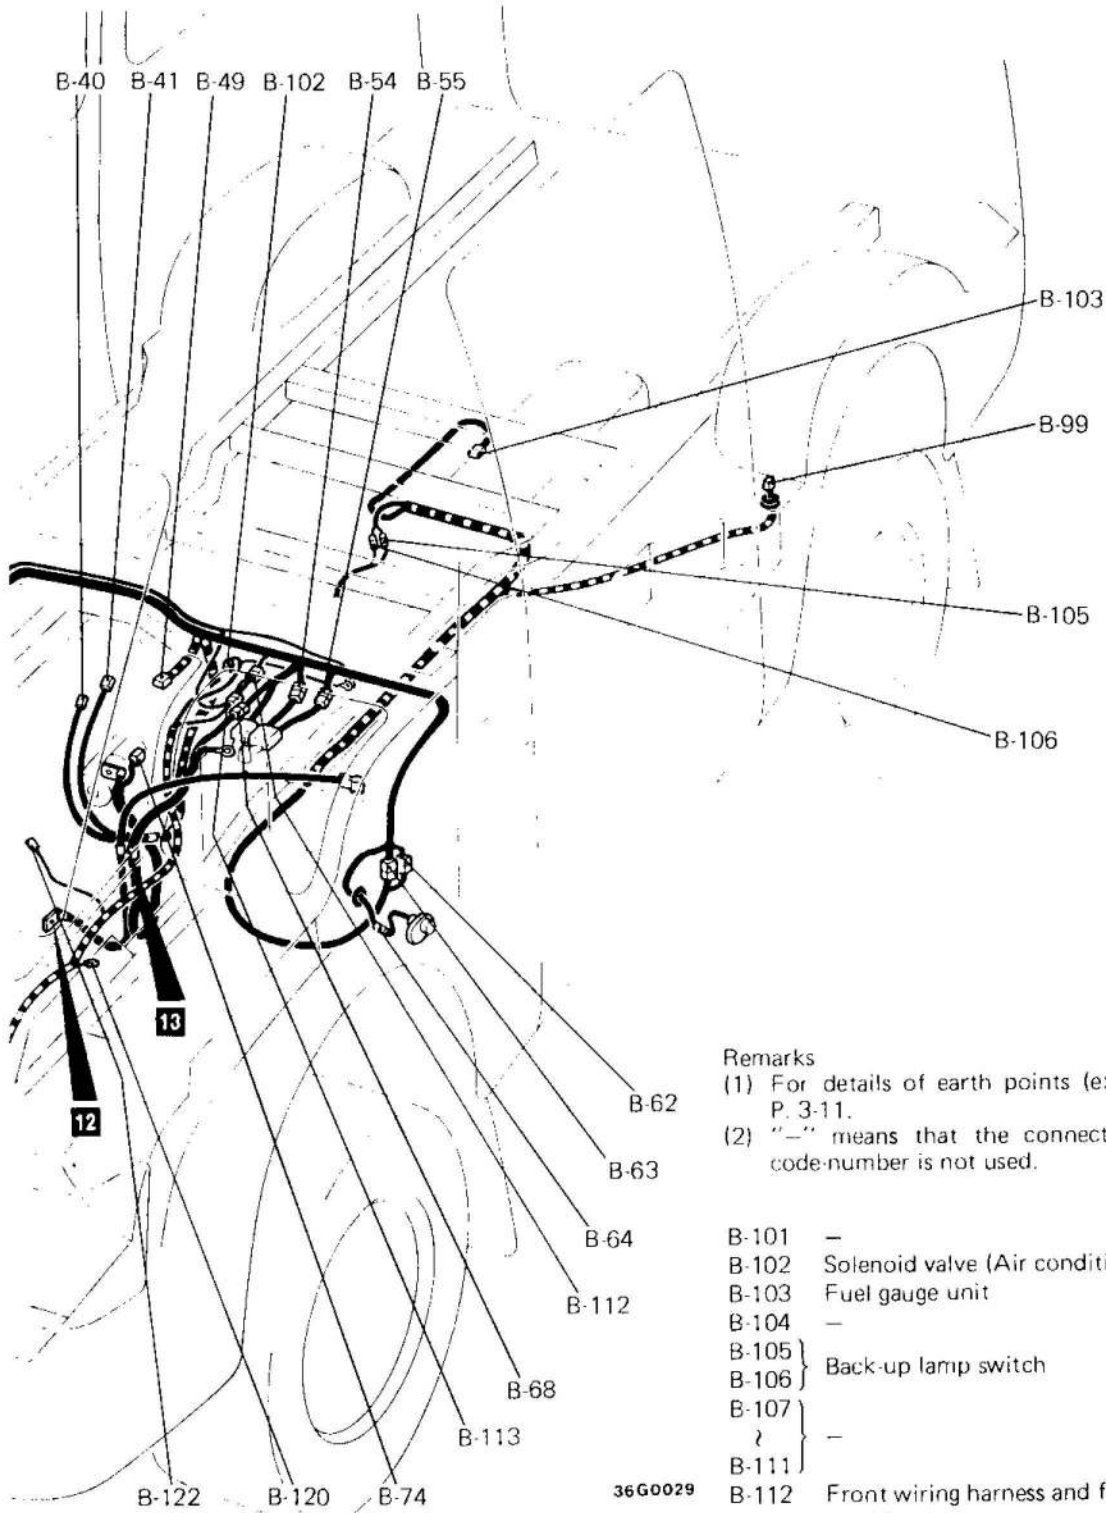 B-40 B-41 B-49 B-102 B-54 B-55
B-103
B-99
B-105
B-106
13
12
B-62
B-63
B-64
B-112
B-68
B-113
B-122 B-120 B-74
Remarks
(1) For details of earth points
P. 3-11.
(2) "—" means that the
code-number is not used.
B-101 —
B-102 Solenoid valve (Air
B-103 Fuel gauge unit
B-104 —
B-105
B-106 } Back-up lamp switch
B-107
≀ } —
B-111
36G0029
B-112 Front wiring harness and